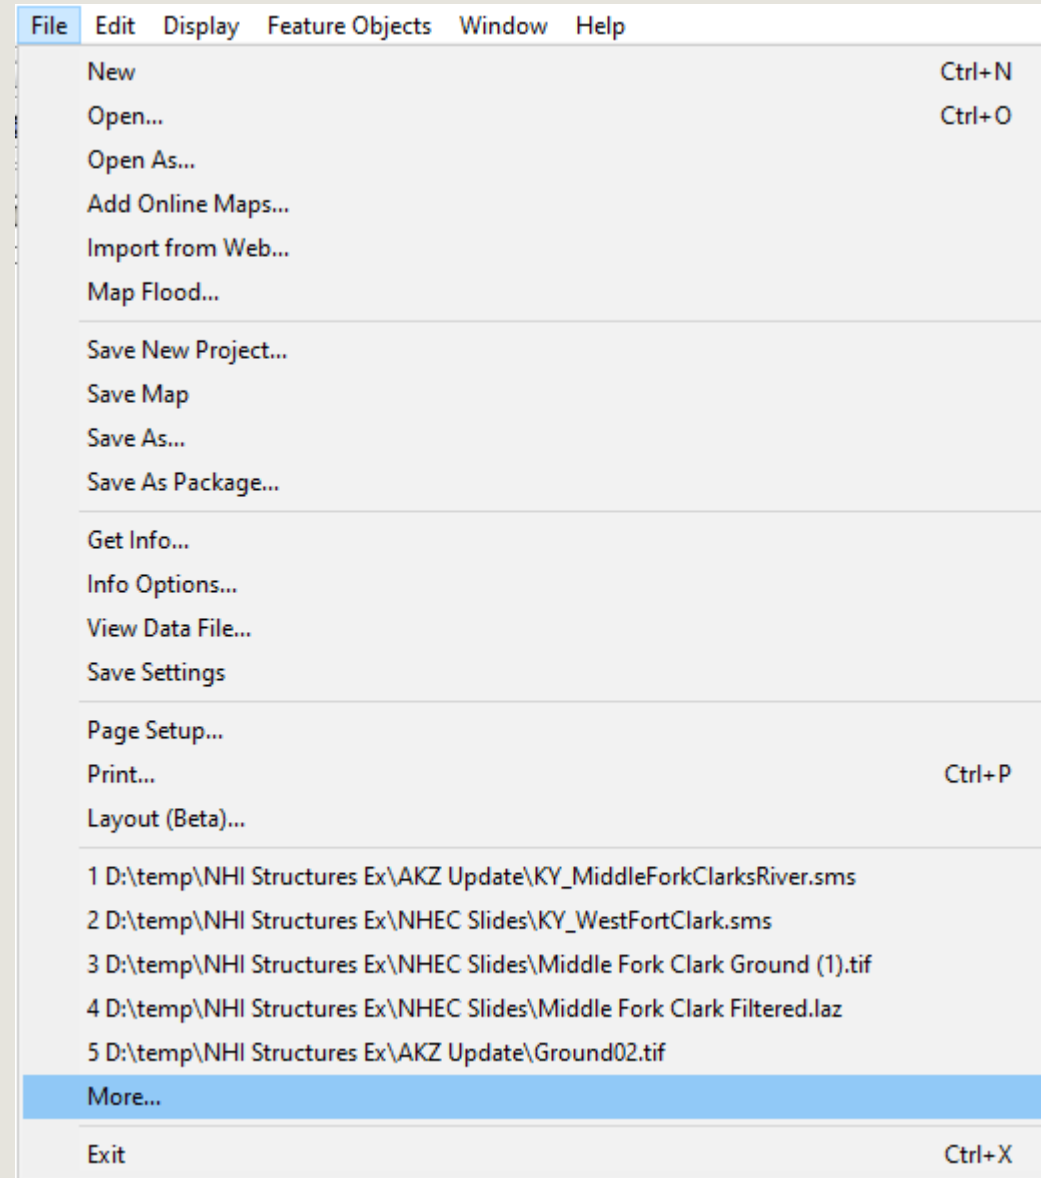 File Edit Display Feature Objects Window Help
New Ctrl+N
Open... Ctrl+O
Open As...
Add Online Maps...
Import from Web...
Map Flood...
Save New Project...
Save Map
Save As...
Save As Package...
Get Info...
Info Options...
View Data File...
Save Settings
Page Setup...
Print... Ctrl+P
Layout (Beta)...
1 D:\temp\NHI Structures Ex\AKZ Update\KY_MiddleForkClarksRiver.sms
2 D:\temp\NHI Structures Ex\NHEC Slides\KY_WestFortClark.sms
3 D:\temp\NHI Structures Ex\NHEC Slides\Middle Fork Clark Ground (1).tif
4 D:\temp\NHI Structures Ex\NHEC Slides\Middle Fork Clark Filtered.laz
5 D:\temp\NHI Structures Ex\AKZ Update\Ground02.tif
More...
Exit Ctrl+X